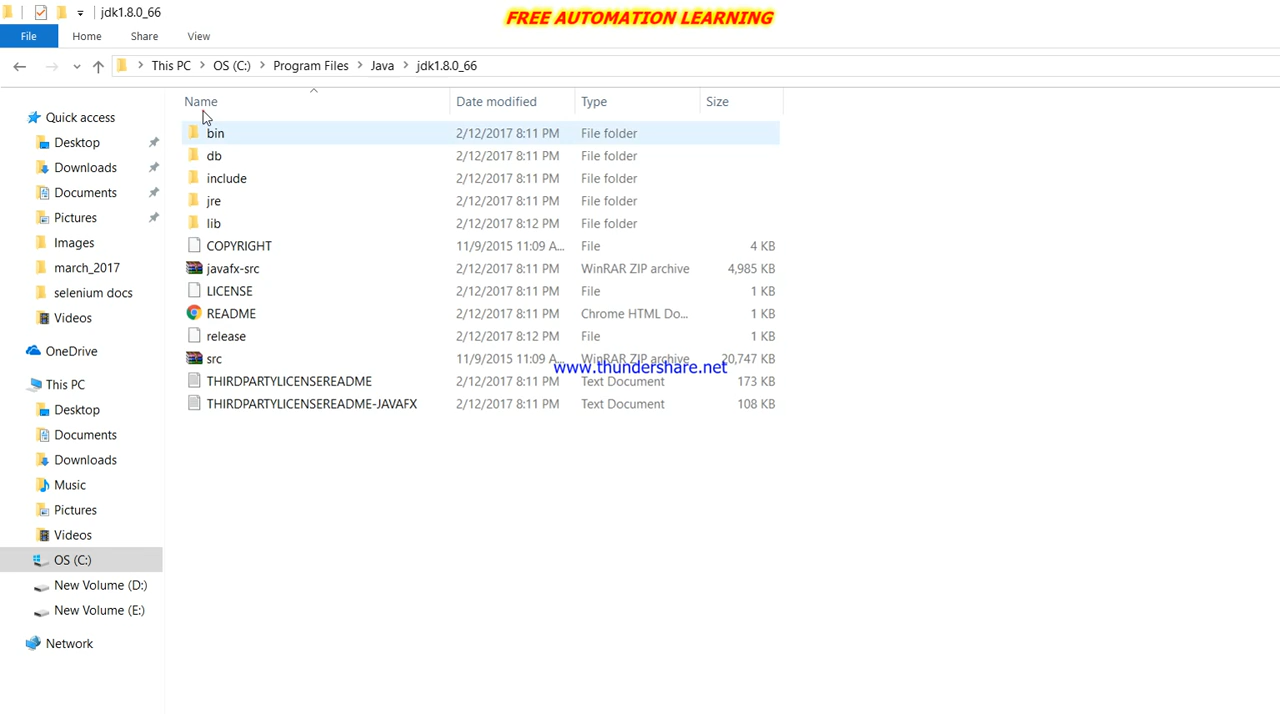 jdk1.8.0_66
FREE AUTOMATION LEARNING
File Home Share View
This PC OS (C:) Program Files Java jdk1.8.0_66
Name Date modified Type Size
Quick access
Desktop
Downloads
Documents
Pictures
Images
march_2017
selenium docs
Videos
OneDrive
This PC
Desktop
Documents
Downloads
Music
Pictures
Videos
OS (C:)
New Volume (D:)
New Volume (E:)
Network
bin 2/12/2017 8:11 PM File folder
db 2/12/2017 8:11 PM File folder
include 2/12/2017 8:11 PM File folder
jre 2/12/2017 8:11 PM File folder
lib 2/12/2017 8:12 PM File folder
COPYRIGHT 11/9/2015 11:09 A... File 4 KB
javafx-src 2/12/2017 8:11 PM WinRAR ZIP archive 4,985 KB
LICENSE 2/12/2017 8:11 PM File 1 KB
README 2/12/2017 8:11 PM Chrome HTML Do... 1 KB
release 2/12/2017 8:12 PM File 1 KB
src 11/9/2015 11:09 A... WinRAR ZIP archive 20,747 KB
www.thundershare.net
THIRDPARTYLICENSEREADME 2/12/2017 8:11 PM Text Document 173 KB
THIRDPARTYLICENSEREADME-JAVAFX 2/12/2017 8:11 PM Text Document 108 KB